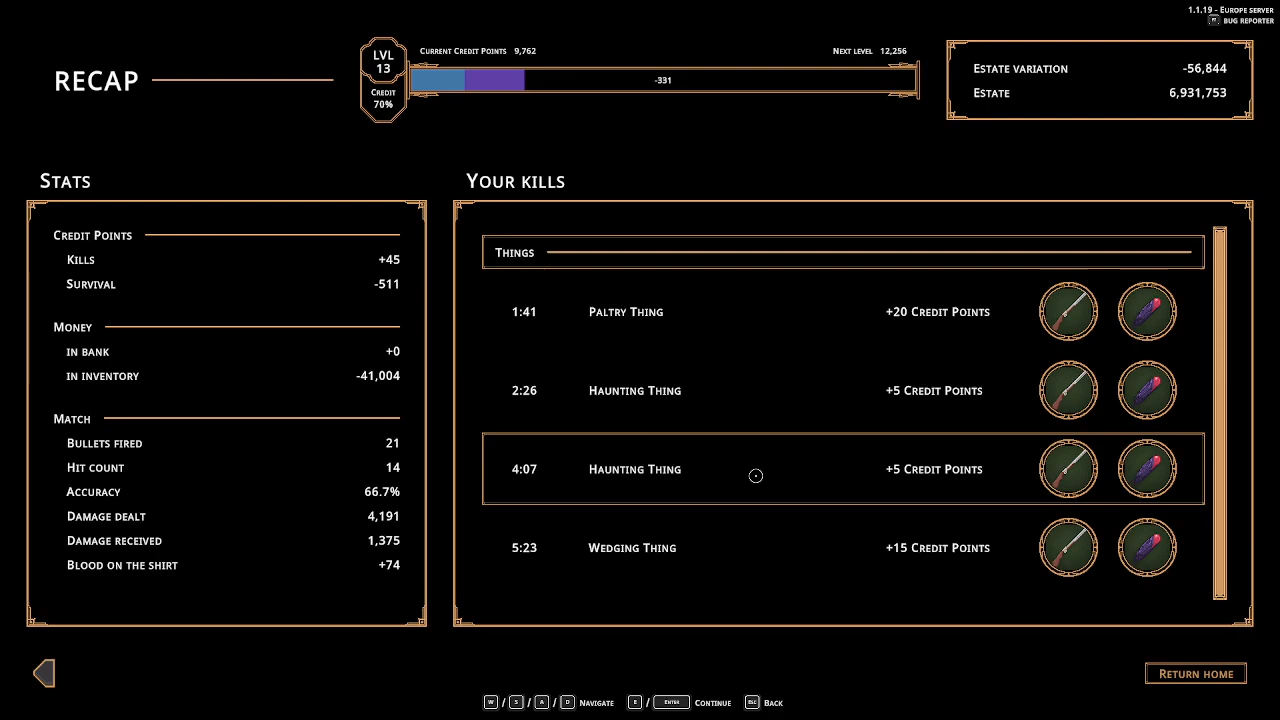 1.1.19 - Europe server
F7 bug reporter
RECAP
LVL
13
Credit
70%
Current Credit Points 9,762
Next level 12,256
-331
Estate variation -56,844
Estate 6,931,753
Stats
Credit Points
Kills +45
Survival -511
Money
in bank +0
in inventory -41,004
Match
Bullets fired 21
Hit count 14
Accuracy 66.7%
Damage dealt 4,191
Damage received 1,375
Blood on the shirt +74
Your kills
Things
1:41 Paltry Thing +20 Credit Points
2:26 Haunting Thing +5 Credit Points
4:07 Haunting Thing +5 Credit Points
5:23 Wedging Thing +15 Credit Points
Return home
W / S / A / D Navigate E / Enter Continue Esc Back